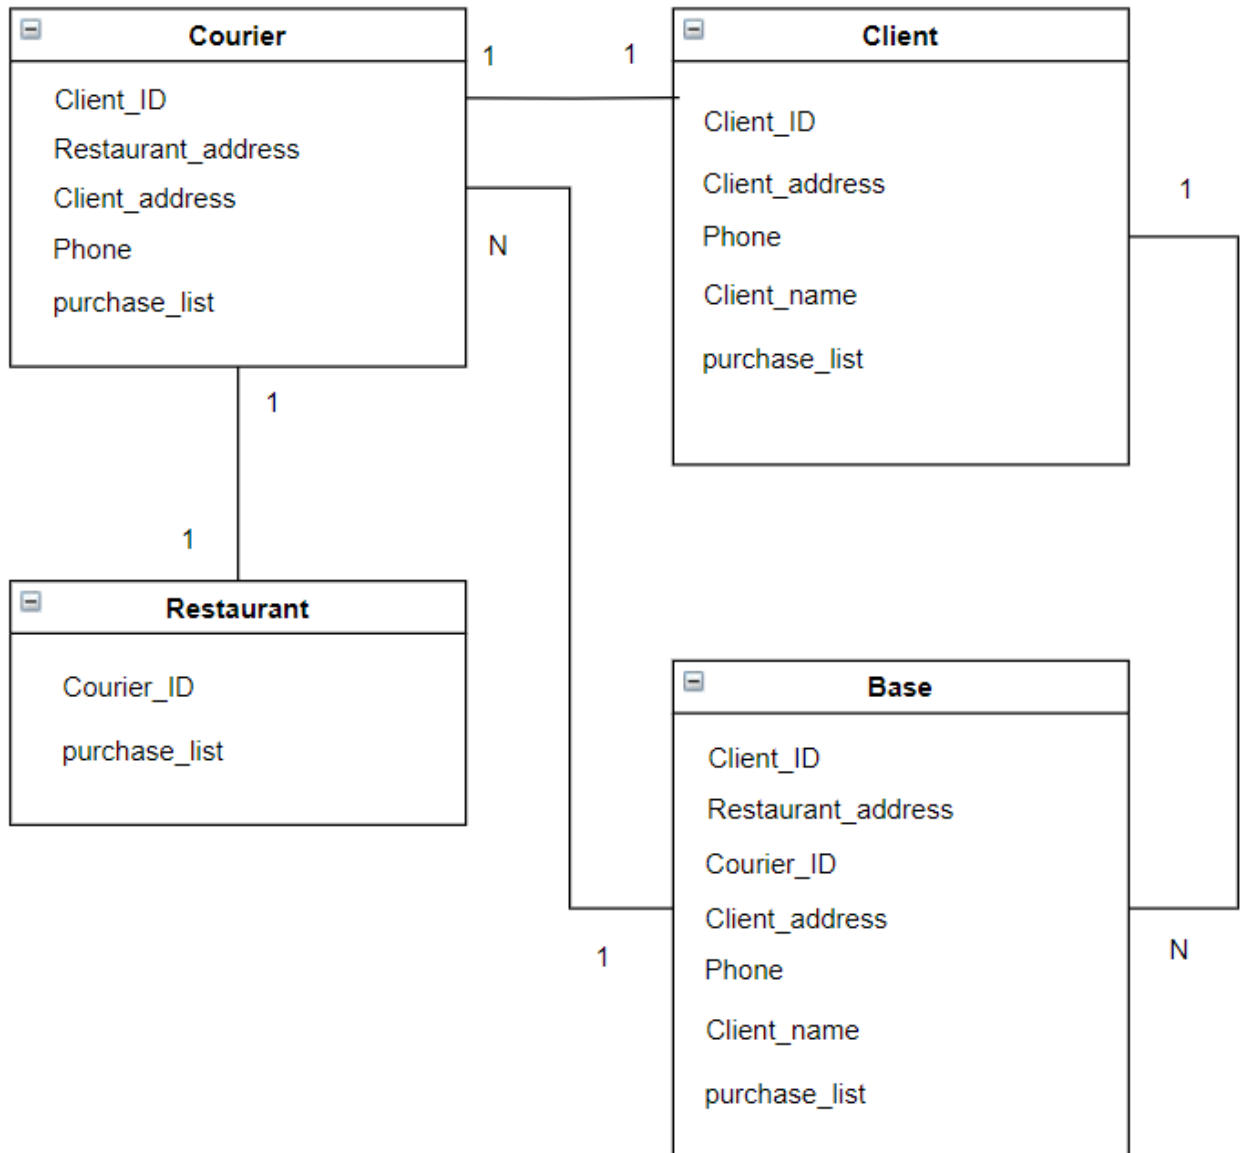 Courier
Client_ID
Restaurant_address
Client_address
Phone
purchase_list
1
1
N
Client
Client_ID
Client_address
Phone
Client_name
purchase_list
1
1
1
Restaurant
Courier_ID
purchase_list
Base
Client_ID
Restaurant_address
Courier_ID
Client_address
Phone
Client_name
purchase_list
1
N